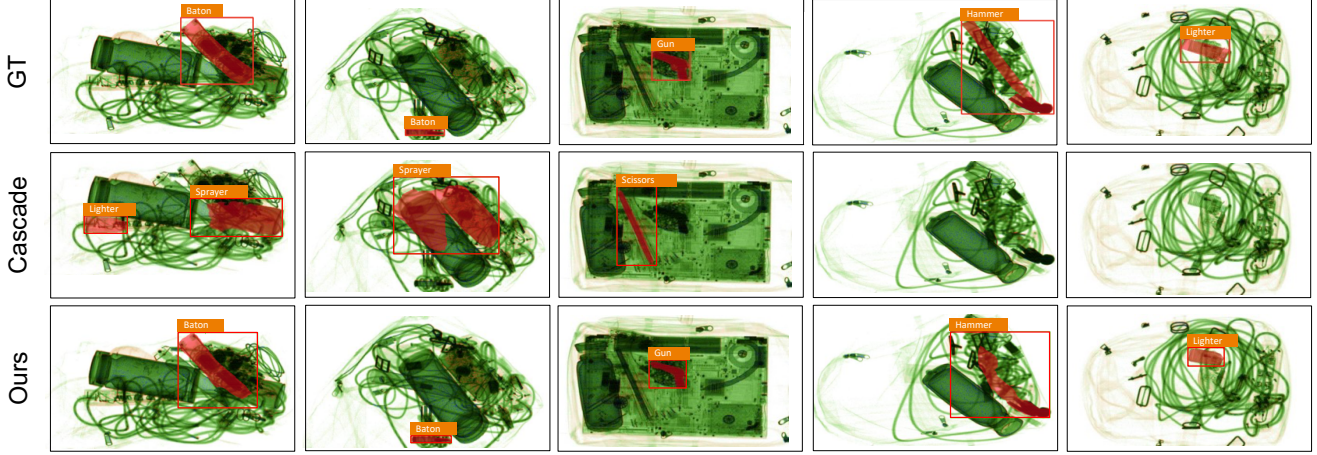 GT
Baton
Baton
Gun
Hammer
Lighter
Cascade
Lighter
Sprayer
Sprayer
Scissors
Ours
Baton
Baton
Gun
Hammer
Lighter